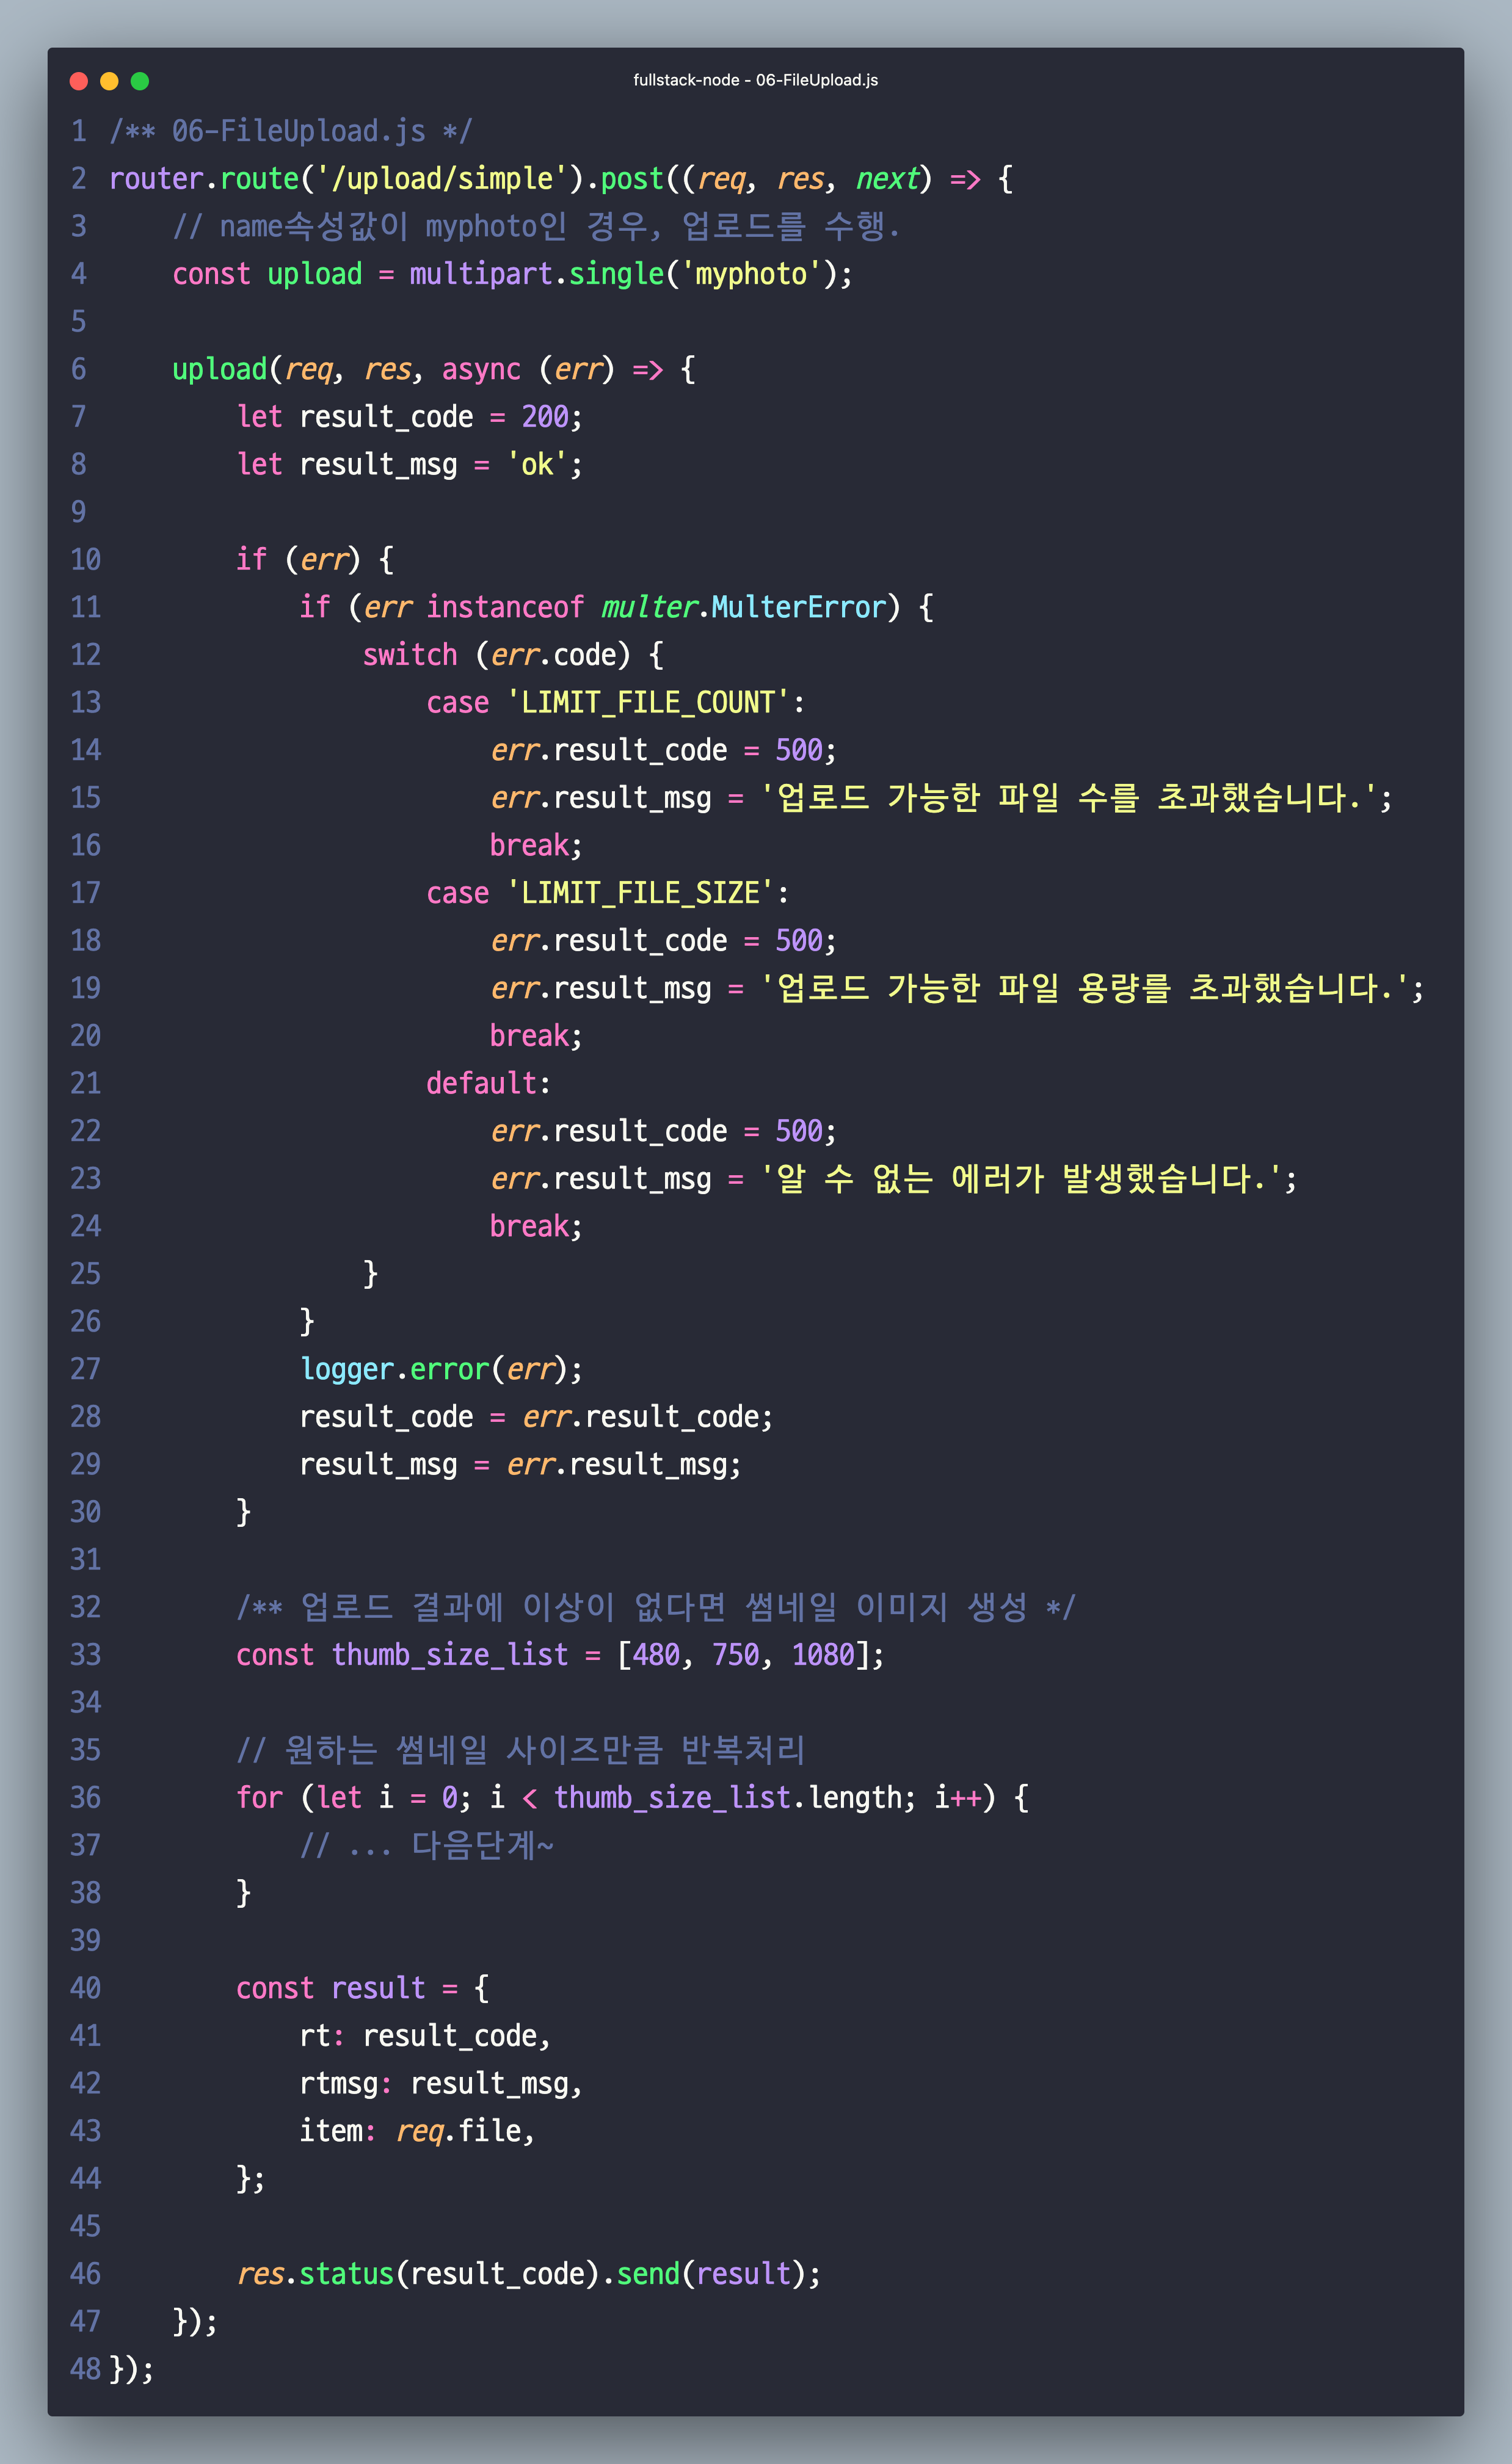 fullstack-node - 06-FileUpload.js
1 /** 06-FileUpload.js */
2 router.route('/upload/simple').post((req, res, next) => {
3     // name속성값이 myphoto인 경우, 업로드를 수행.
4     const upload = multipart.single('myphoto');
5
6     upload(req, res, async (err) => {
7         let result_code = 200;
8         let result_msg = 'ok';
9
10         if (err) {
11             if (err instanceof multer.MulterError) {
12                 switch (err.code) {
13                     case 'LIMIT_FILE_COUNT':
14                         err.result_code = 500;
15                         err.result_msg = '업로드 가능한 파일 수를 초과했습니다.';
16                         break;
17                     case 'LIMIT_FILE_SIZE':
18                         err.result_code = 500;
19                         err.result_msg = '업로드 가능한 파일 용량를 초과했습니다.';
20                         break;
21                     default:
22                         err.result_code = 500;
23                         err.result_msg = '알 수 없는 에러가 발생했습니다.';
24                         break;
25                 }
26             }
27             logger.error(err);
28             result_code = err.result_code;
29             result_msg = err.result_msg;
30         }
31
32         /** 업로드 결과에 이상이 없다면 썸네일 이미지 생성 */
33         const thumb_size_list = [480, 750, 1080];
34
35         // 원하는 썸네일 사이즈만큼 반복처리
36         for (let i = 0; i < thumb_size_list.length; i++) {
37             // ... 다음단계~
38         }
39
40         const result = {
41             rt: result_code,
42             rtmsg: result_msg,
43             item: req.file,
44         };
45
46         res.status(result_code).send(result);
47     });
48 });